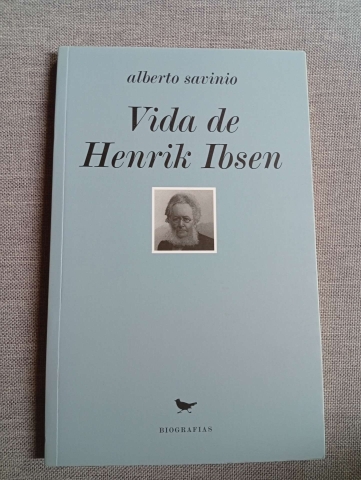 alberto savinio
Vida de
Henrik Ibsen
BIOGRAFIAS